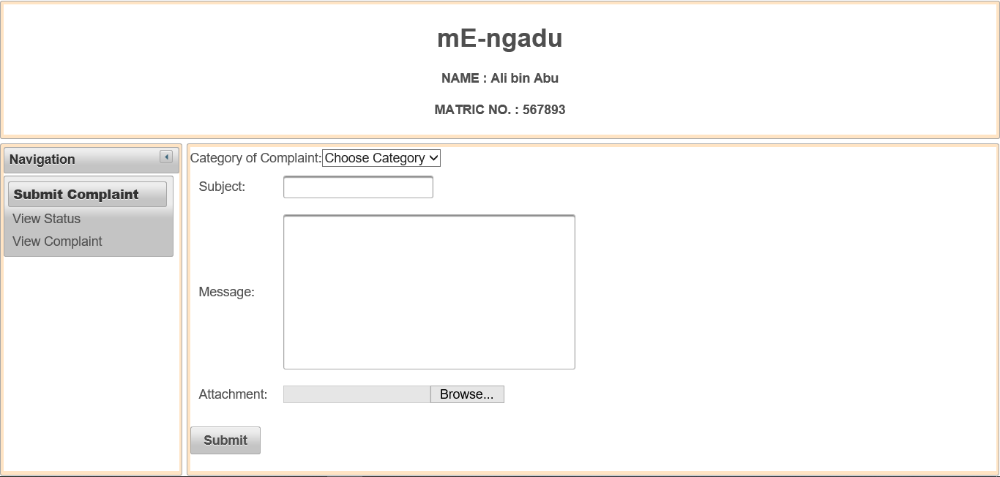 mE-ngadu
NAME : Ali bin Abu
MATRIC NO. : 567893
Navigation
Submit Complaint
View Status
View Complaint
Category of Complaint: Choose Category
Subject:
Message:
Attachment: Browse...
Submit